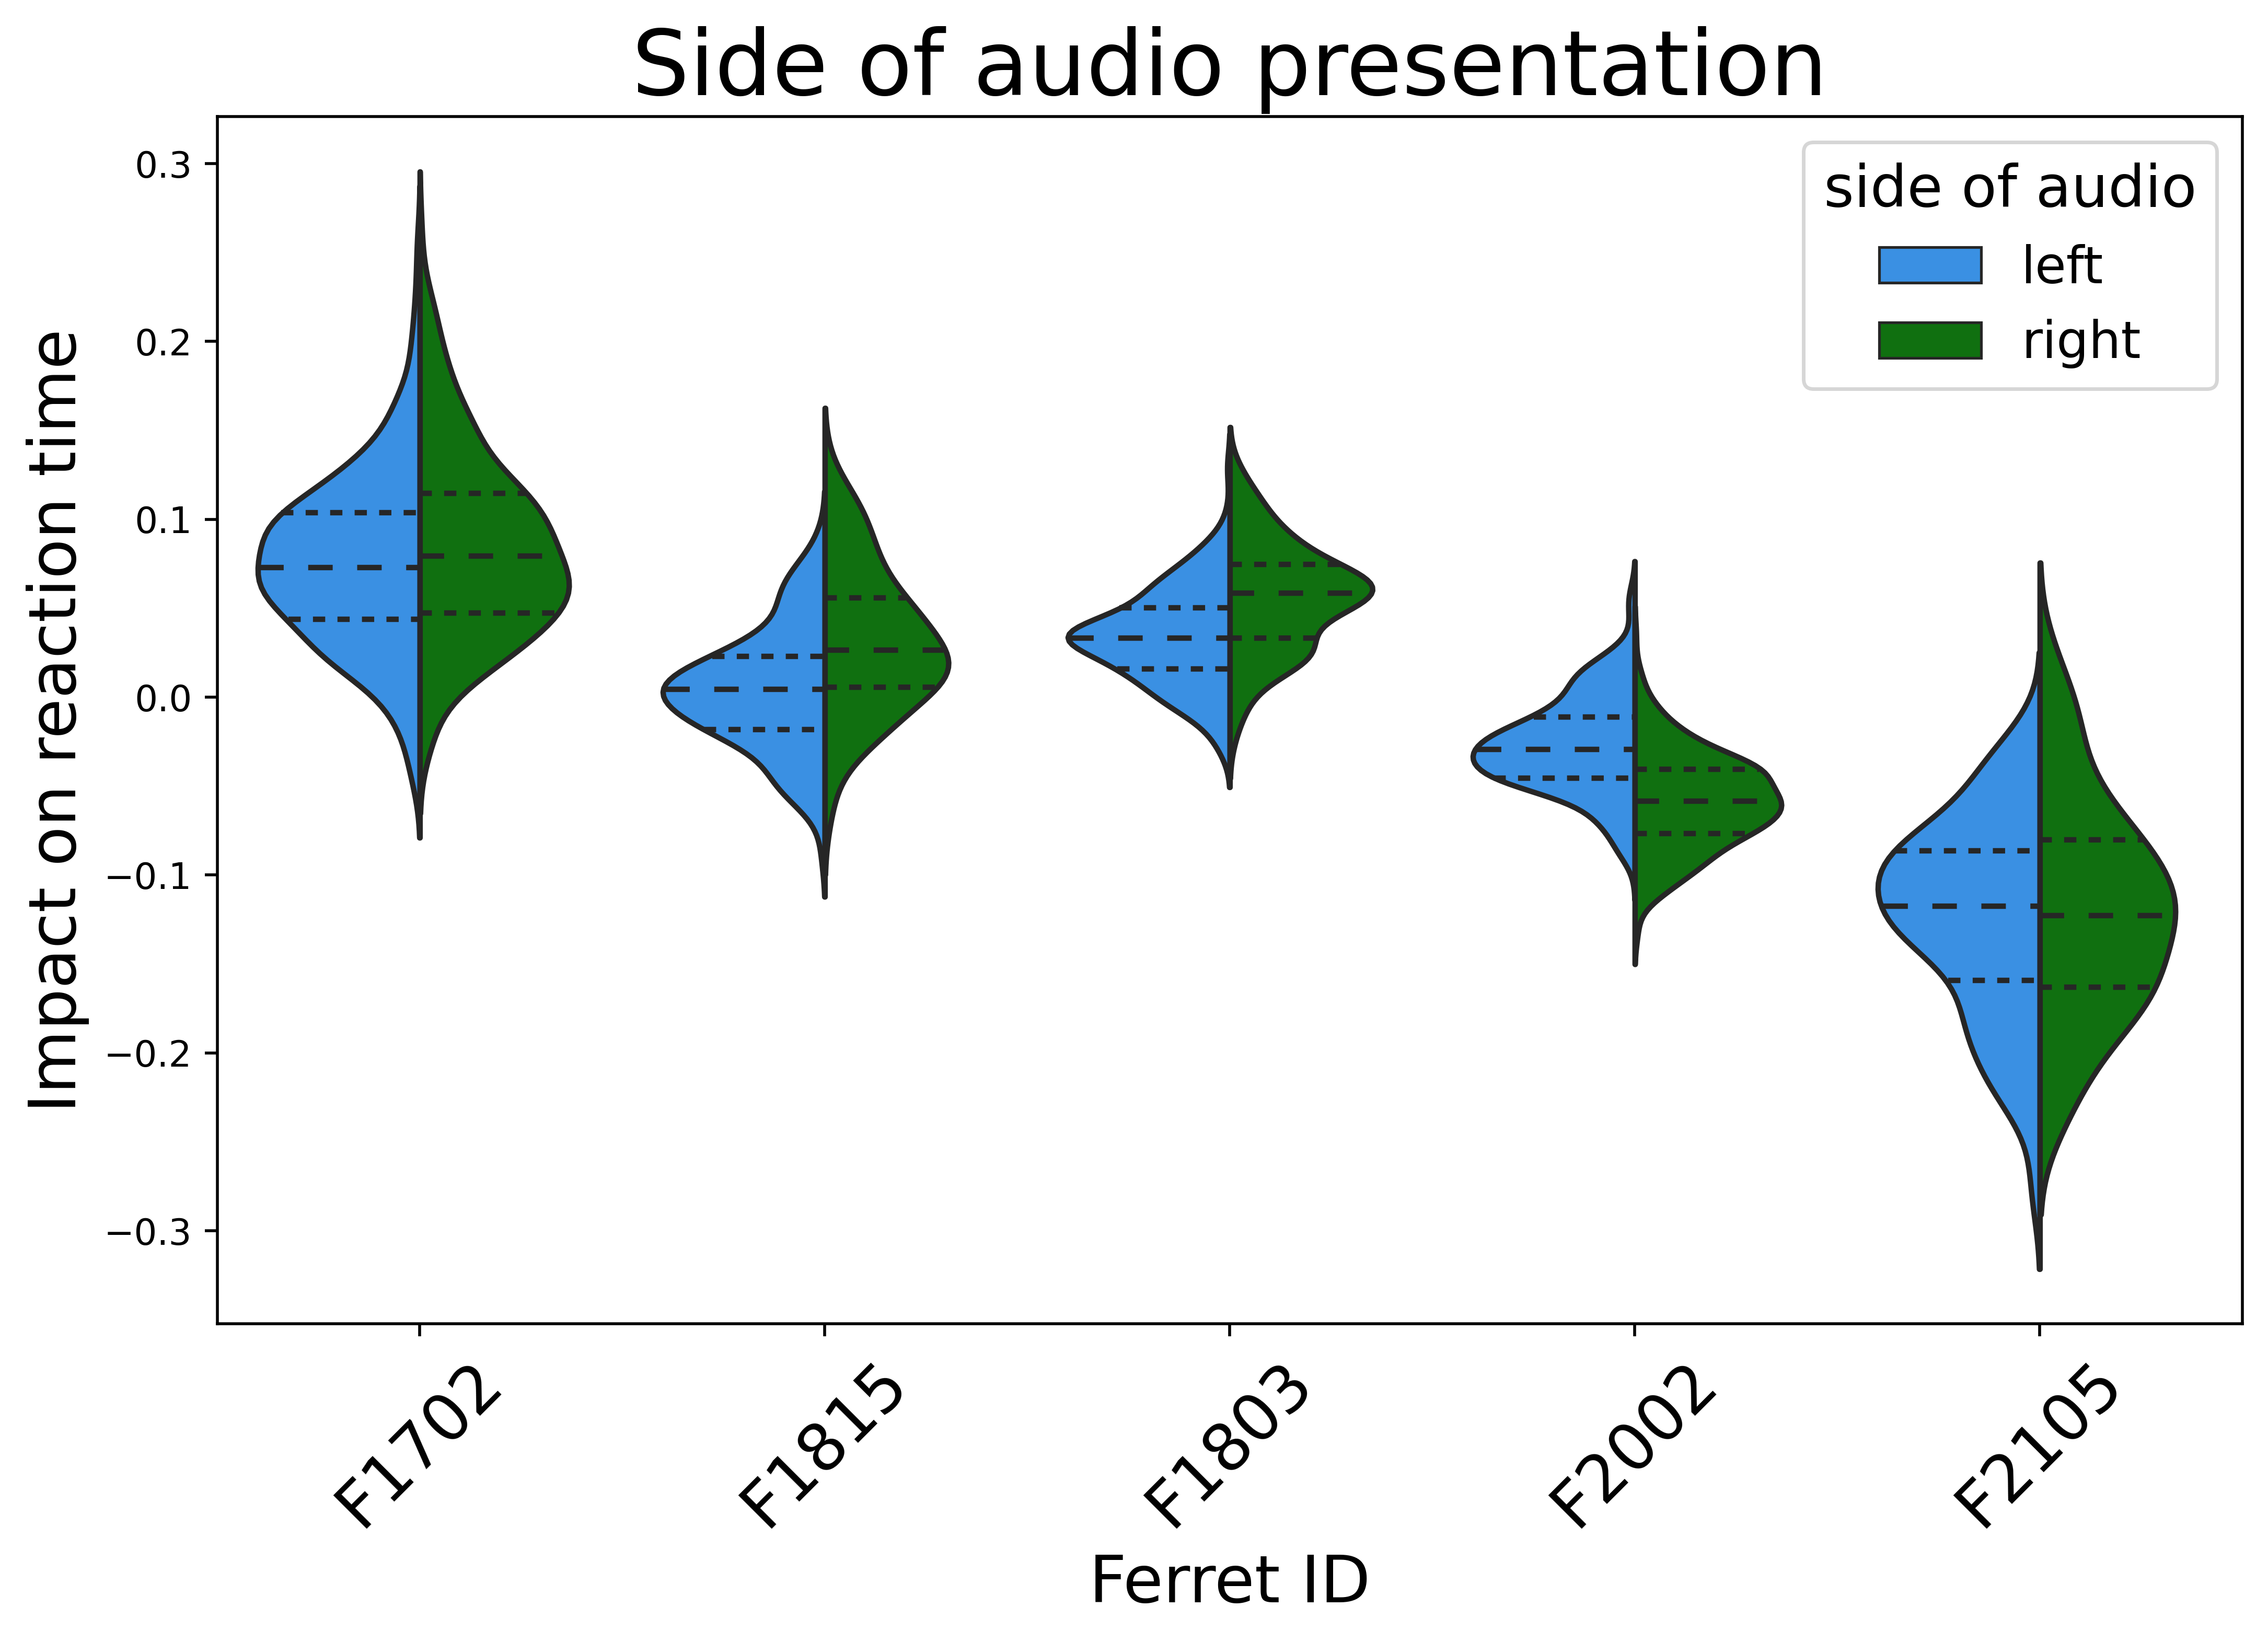 Side of audio presentation
Impact on reaction time
0.3
0.2
0.1
0.0
−0.1
−0.2
−0.3
side of audio
left
right
F1702
F1815
F1803
F2002
F2105
Ferret ID